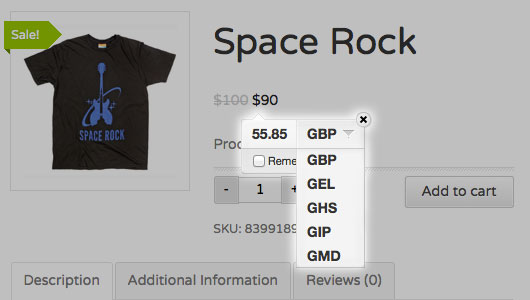 Sale!
SPACE ROCK
Space Rock
$100 $90
55.85 GBP
Reme
GBP
GEL
GHS
GIP
GMD
- 1 +
Add to cart
SKU: 8399189
Description
Additional Information
Reviews (0)